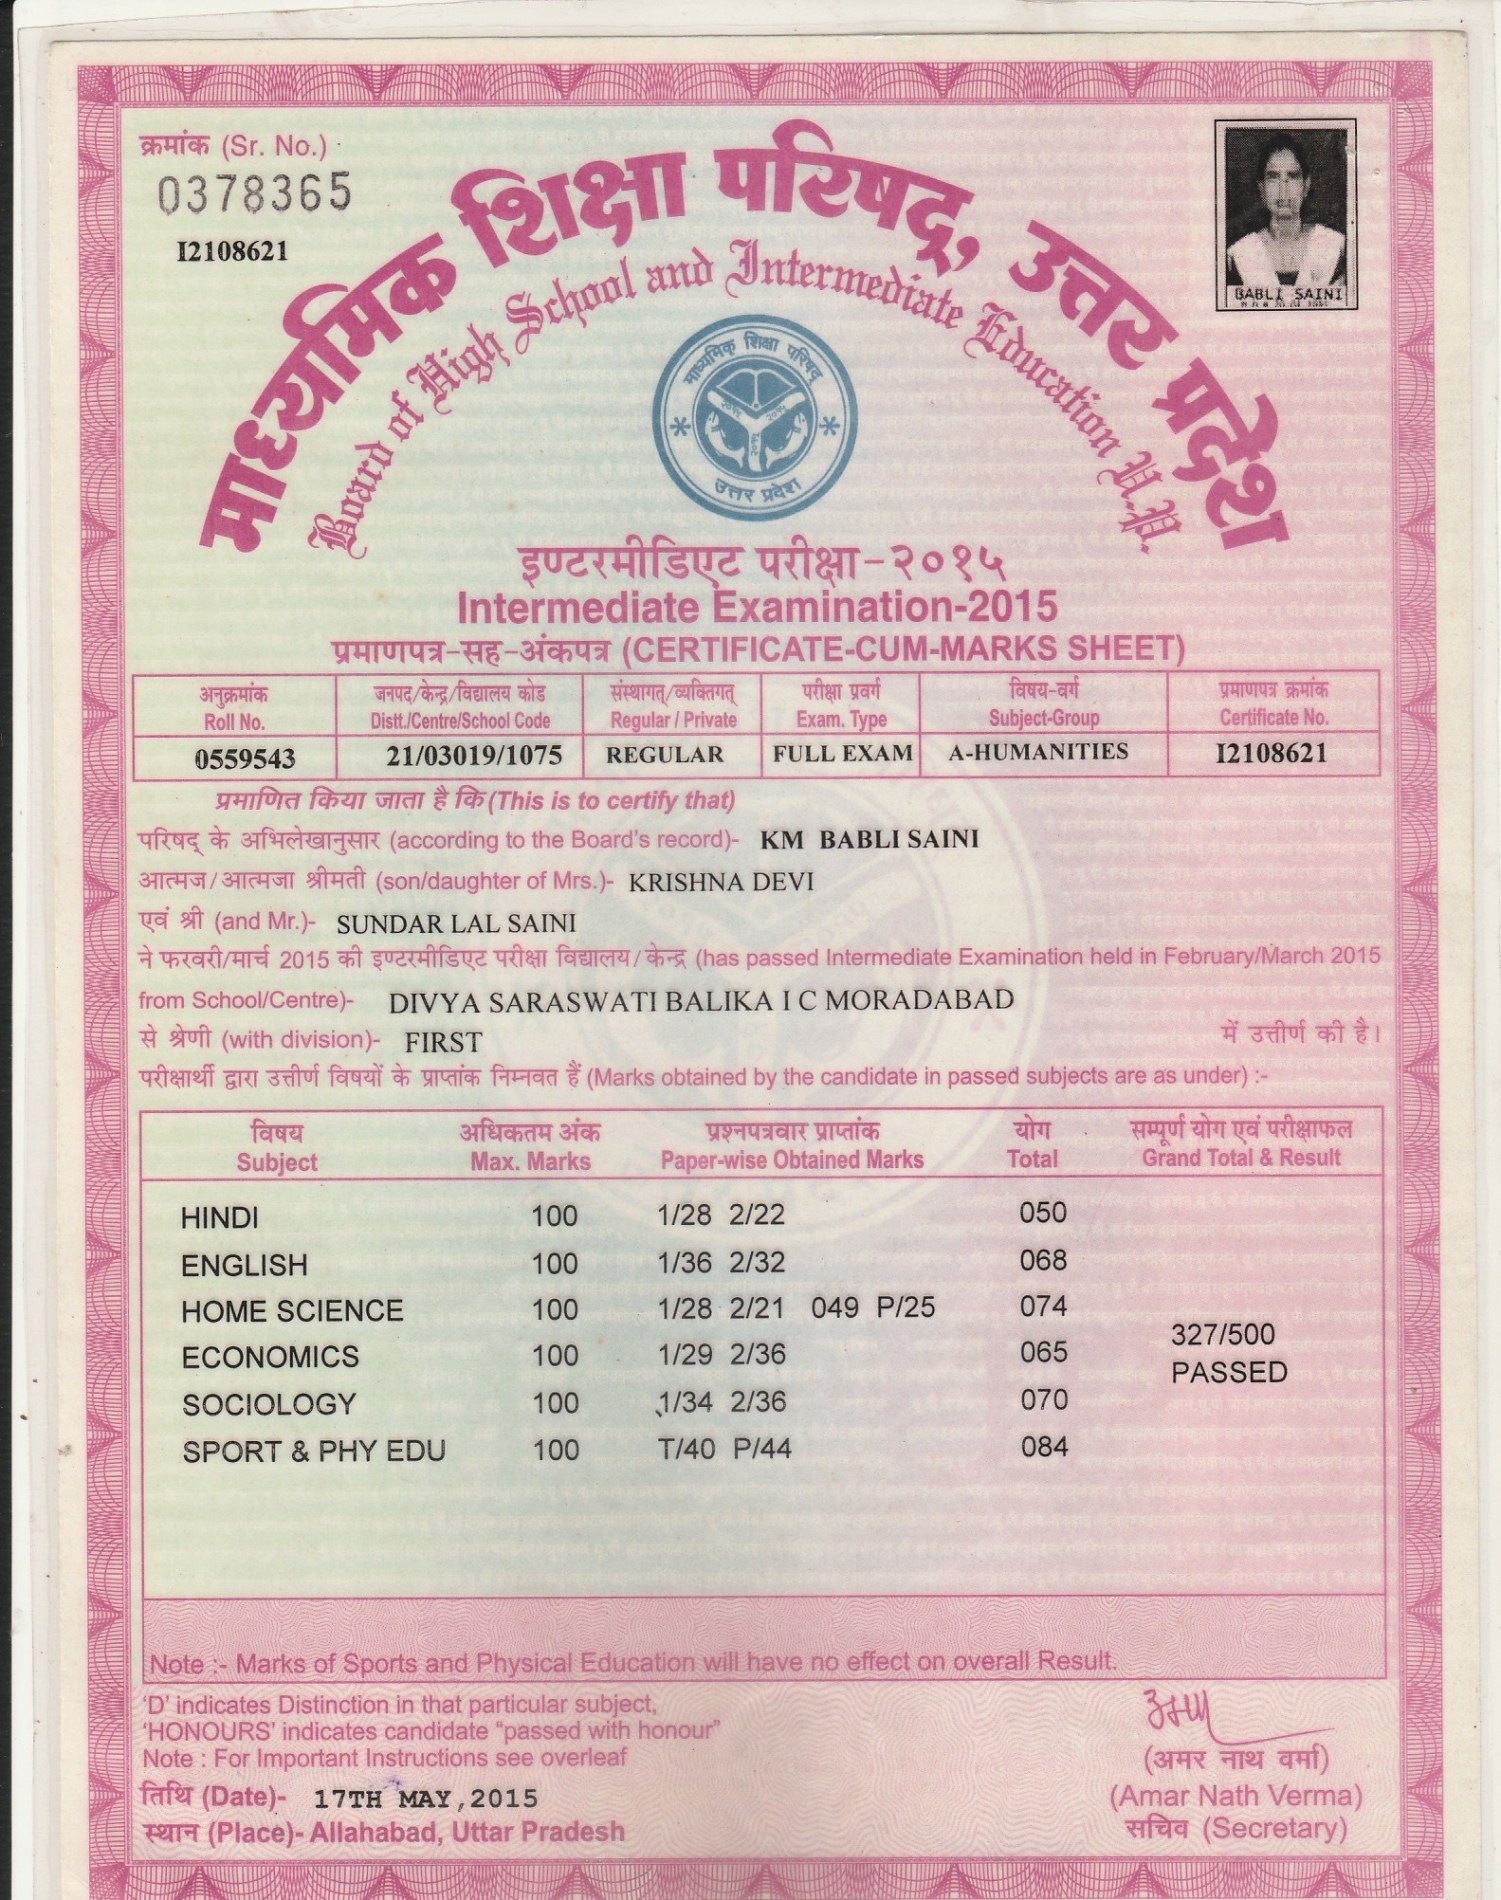 क्रमांक (Sr. No.)
0378365
I2108621
माध्यमिक शिक्षा परिषद्, उत्तर प्रदेश
Board of High School and Intermediate Education U.P.
BABLI SAINI
माध्यमिक शिक्षा परिषद्
उत्तर प्रदेश
इण्टरमीडिएट परीक्षा-२०१५
Intermediate Examination-2015
प्रमाणपत्र-सह-अंकपत्र (CERTIFICATE-CUM-MARKS SHEET)
अनुक्रमांक जनपद/केन्द्र/विद्यालय कोड संस्थागत्/व्यक्तिगत् परीक्षा प्रवर्ग विषय-वर्ग प्रमाणपत्र क्रमांक
Roll No. Distt./Centre/School Code Regular / Private Exam. Type Subject-Group Certificate No.
0559543 21/03019/1075 REGULAR FULL EXAM A-HUMANITIES I2108621
प्रमाणित किया जाता है कि (This is to certify that)
परिषद् के अभिलेखानुसार (according to the Board's record)- KM BABLI SAINI
आत्मज/आत्मजा श्रीमती (son/daughter of Mrs.)- KRISHNA DEVI
एवं श्री (and Mr.)- SUNDAR LAL SAINI
ने फरवरी/मार्च 2015 की इण्टरमीडिएट परीक्षा विद्यालय/केन्द्र (has passed Intermediate Examination held in February/March 2015
from School/Centre)- DIVYA SARASWATI BALIKA I C MORADABAD
से श्रेणी (with division)- FIRST में उत्तीर्ण की है।
परीक्षार्थी द्वारा उत्तीर्ण विषयों के प्राप्तांक निम्नवत हैं (Marks obtained by the candidate in passed subjects are as under) :-
विषय अधिकतम अंक प्रश्नपत्रवार प्राप्तांक योग सम्पूर्ण योग एवं परीक्षाफल
Subject Max. Marks Paper-wise Obtained Marks Total Grand Total & Result
HINDI 100 1/28 2/22 050
ENGLISH 100 1/36 2/32 068
HOME SCIENCE 100 1/28 2/21 049 P/25 074
327/500
ECONOMICS 100 1/29 2/36 065
PASSED
SOCIOLOGY 100 1/34 2/36 070
SPORT & PHY EDU 100 T/40 P/44 084
Note :- Marks of Sports and Physical Education will have no effect on overall Result.
'D' indicates Distinction in that particular subject,
'HONOURS' indicates candidate "passed with honour"
Note : For Important Instructions see overleaf
(अमर नाथ वर्मा)
तिथि (Date)- 17TH MAY,2015
(Amar Nath Verma)
स्थान (Place)- Allahabad, Uttar Pradesh
सचिव (Secretary)